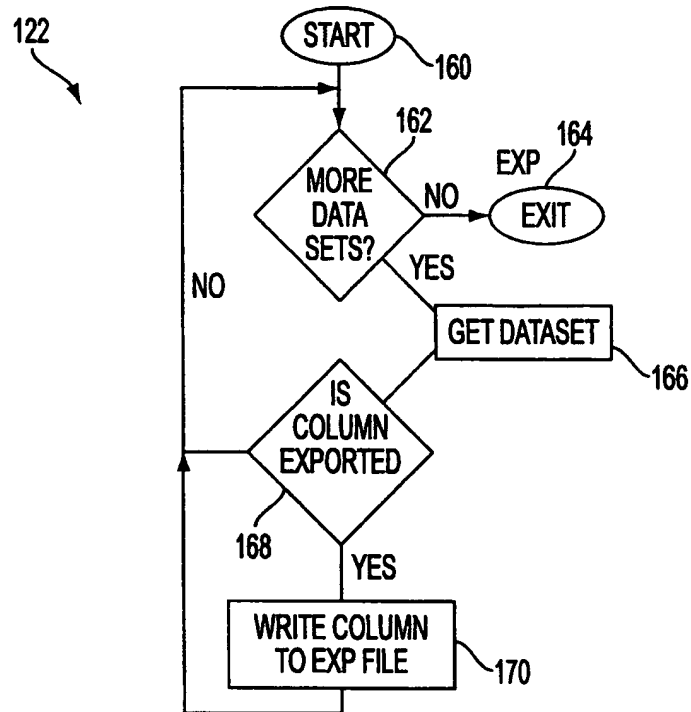 122
START
160
162
MORE
DATA
SETS?
NO
EXP
164
EXIT
YES
NO
GET DATASET
166
IS
COLUMN
EXPORTED
168
YES
WRITE COLUMN
TO EXP FILE
170